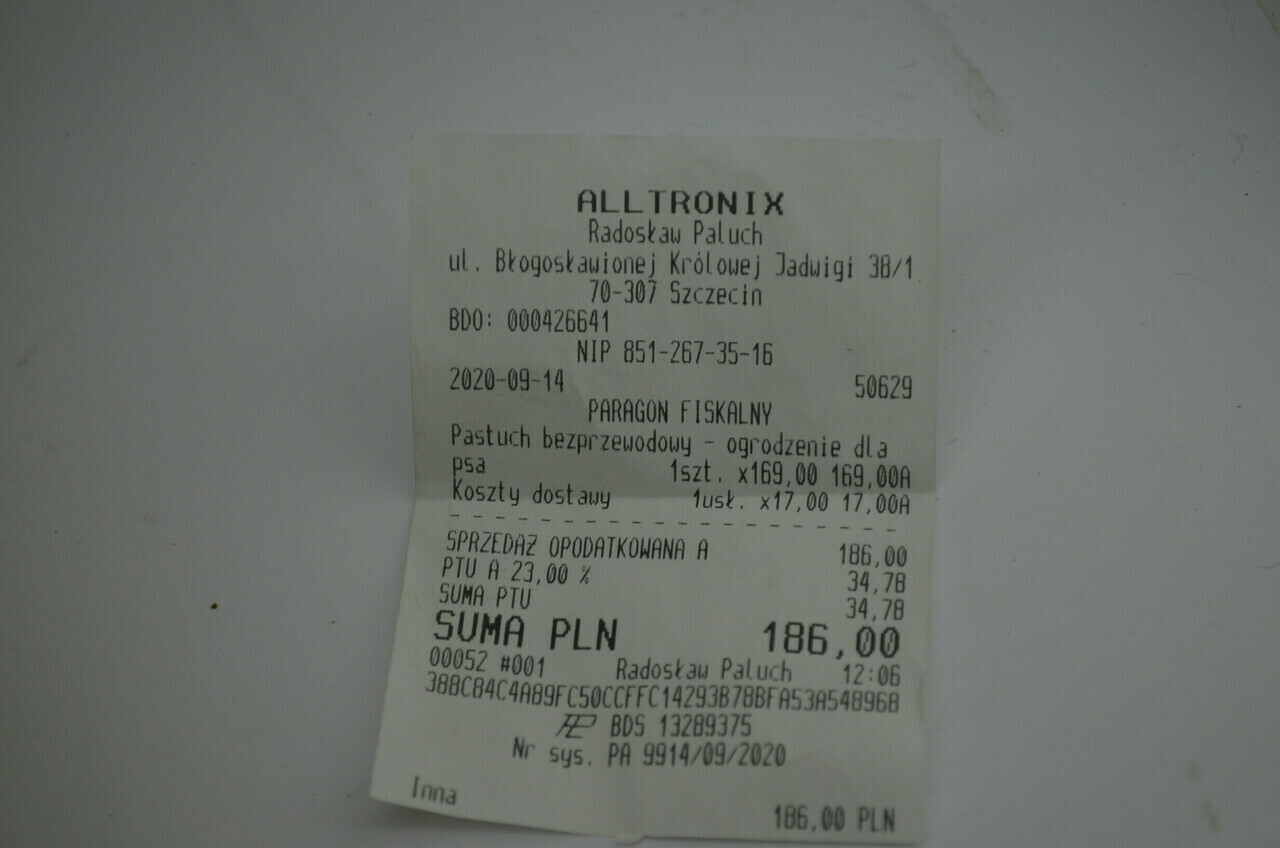 ALLTRONIX
Radosław Paluch
ul. Błogosławionej Królowej Jadwigi 38/1
70-307 Szczecin
BDO: 000426641
NIP 851-267-35-16
2020-09-14 50629
PARAGON FISKALNY
Pastuch bezprzewodowy - ogrodzenie dla
psa 1szt. x169,00 169,00A
Koszty dostawy 1usł. x17,00 17,00A
SPRZEDAŻ OPODATKOWANA A 186,00
PTU A 23,00 % 34,78
SUMA PTU 34,78
SUMA PLN 186,00
00052 #001 Radosław Paluch 12:06
388CB4C4A89FC50CCFFC14293B78BFA53A548968
BDS 13289375
Nr sys. PA 9914/09/2020
Inna 186,00 PLN